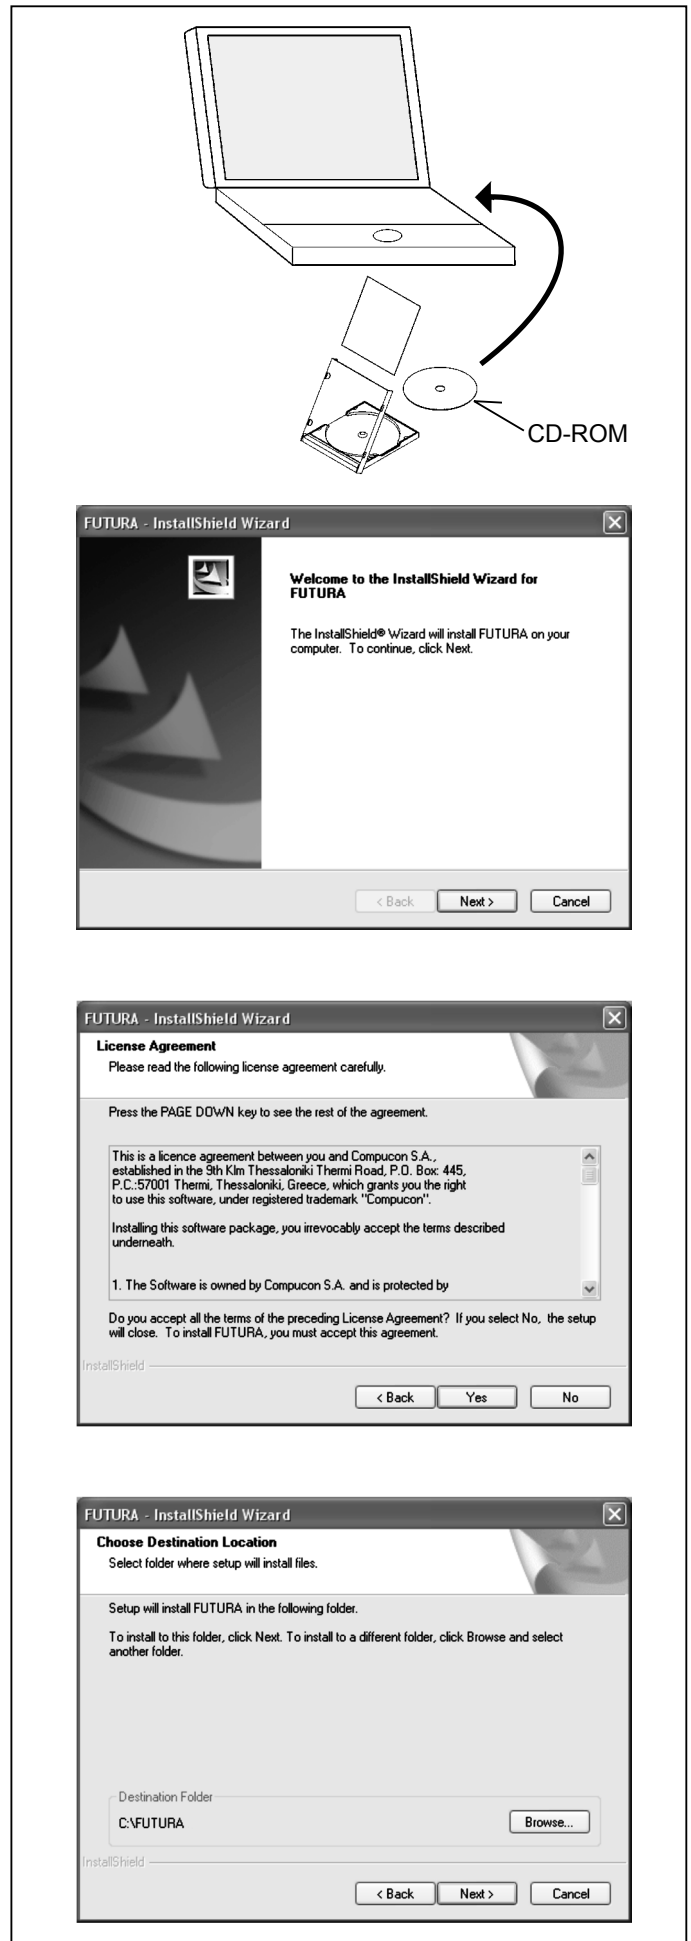 CD-ROM
FUTURA - InstallShield Wizard
Welcome to the InstallShield Wizard for
FUTURA
The InstallShield® Wizard will install FUTURA on your
computer. To continue, click Next.
< Back Next > Cancel
FUTURA - InstallShield Wizard
License Agreement
Please read the following license agreement carefully.
Press the PAGE DOWN key to see the rest of the agreement.
This is a licence agreement between you and Compucon S.A.,
established in the 9th Klm Thessaloniki Thermi Road, P.O. Box: 445,
P.C.:57001 Thermi, Thessaloniki, Greece, which grants you the right
to use this software, under registered trademark "Compucon".
Installing this software package, you irrevocably accept the terms described
underneath.
1. The Software is owned by Compucon S.A. and is protected by
Do you accept all the terms of the preceding License Agreement? If you select No, the setup
will close. To install FUTURA, you must accept this agreement.
InstallShield
< Back Yes No
FUTURA - InstallShield Wizard
Choose Destination Location
Select folder where setup will install files.
Setup will install FUTURA in the following folder.
To install to this folder, click Next. To install to a different folder, click Browse and select
another folder.
Destination Folder
C:\FUTURA Browse...
InstallShield
< Back Next > Cancel